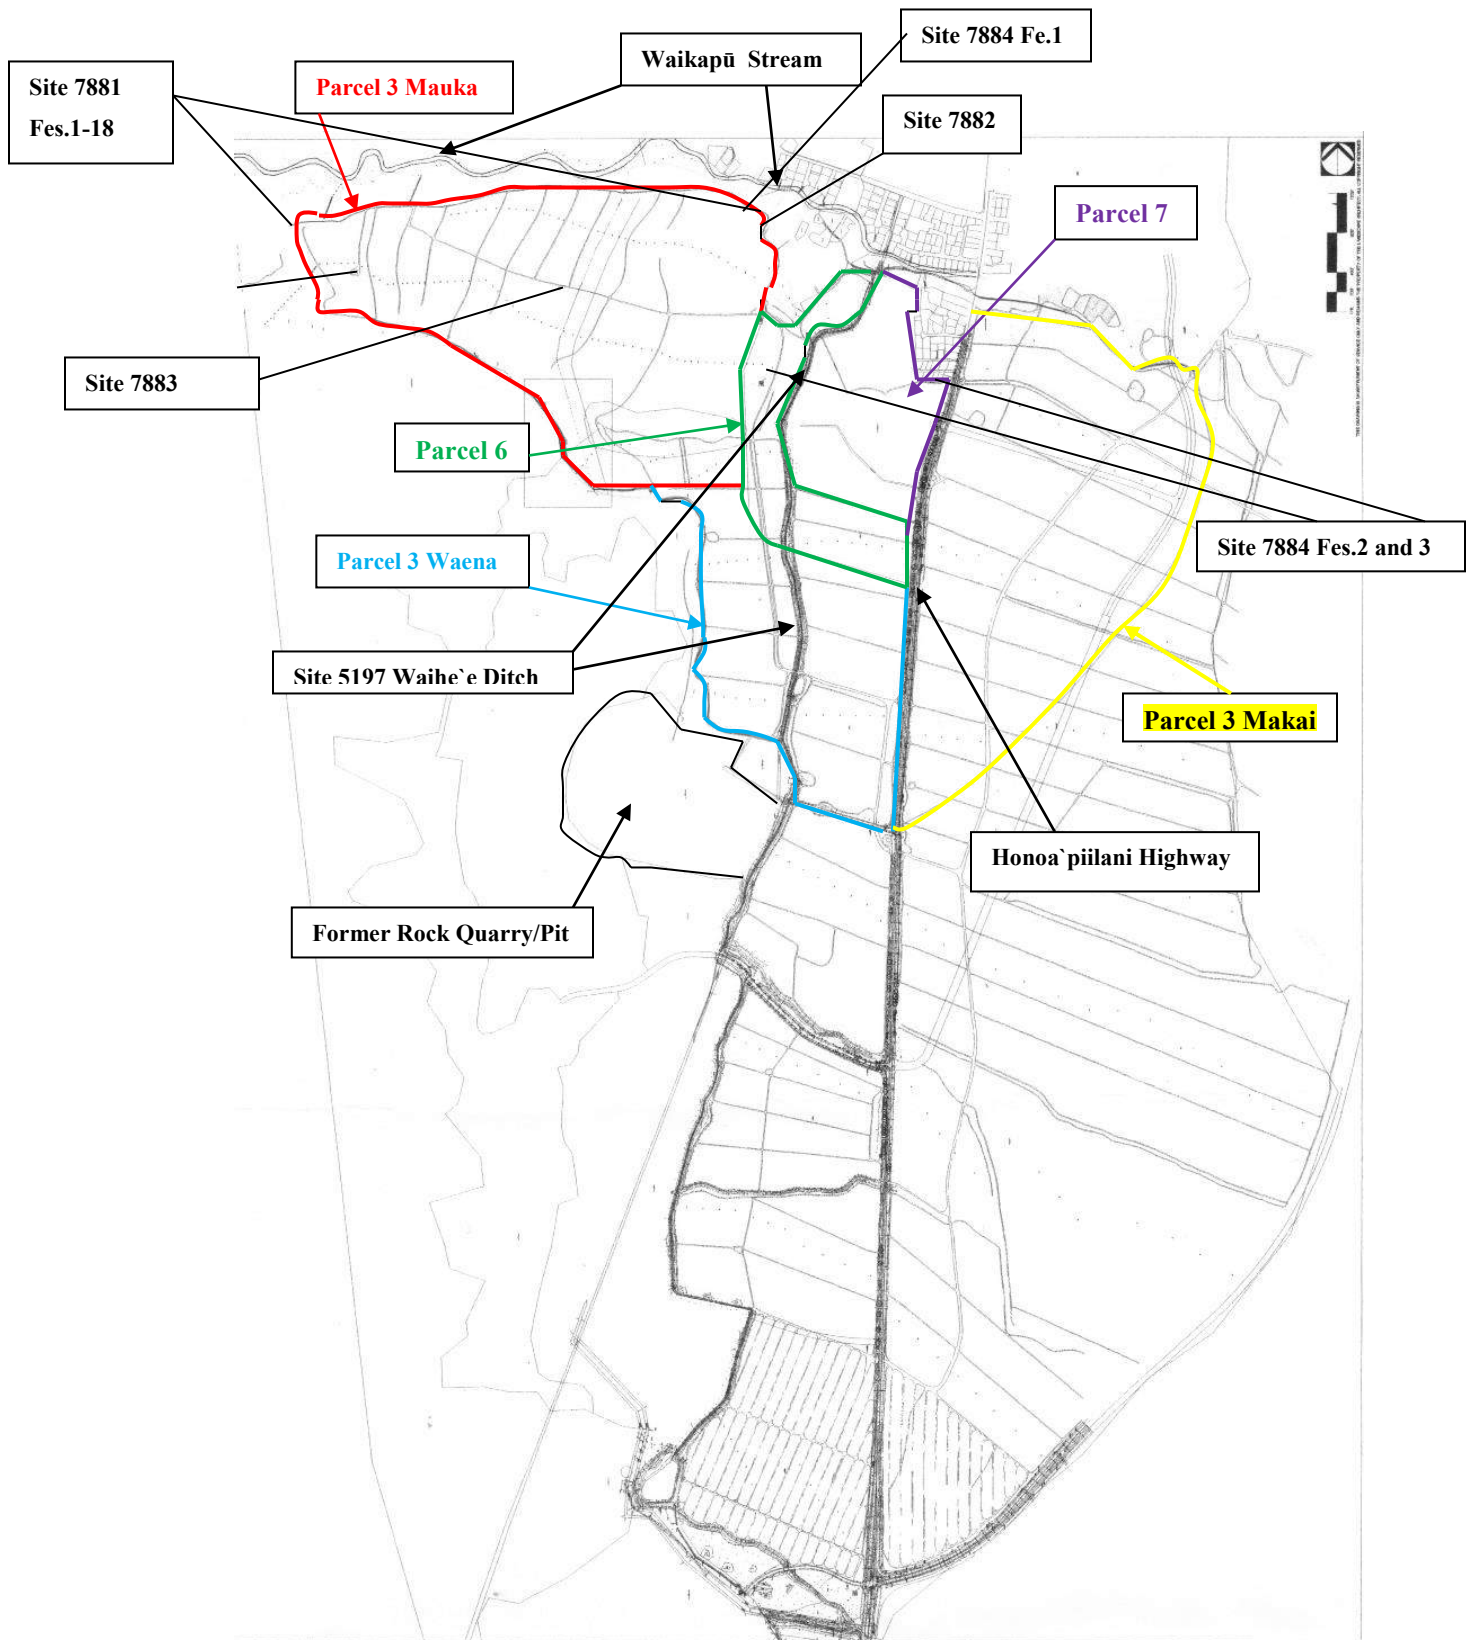 Site 7884 Fe.1
Waikapū Stream
Site 7881
Fes.1-18
Parcel 3 Mauka
Site 7882
Parcel 7
Site 7883
Parcel 6
Site 7884 Fes.2 and 3
Parcel 3 Waena
Site 5197 Waihe`e Ditch
Parcel 3 Makai
Honoa`piilani Highway
Former Rock Quarry/Pit